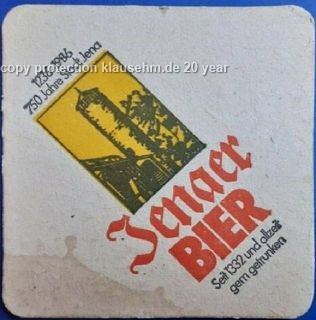 copy protection klausehm.de 20 year
1236-1986
750 Jahre Stadt Jena
Jenaer
BIER
Seit 1332 und allzeit
gern getrunken